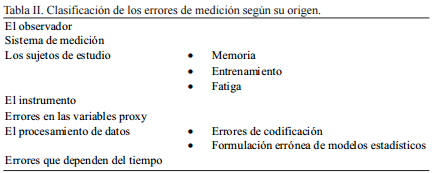 Tabla II. Clasificación de los errores de medición según su origen.
El observador
Sistema de medición
Los sujetos de estudio • Memoria
• Entrenamiento
• Fatiga
El instrumento
Errores en las variables proxy
El procesamiento de datos • Errores de codificación
• Formulación errónea de modelos estadísticos
Errores que dependen del tiempo